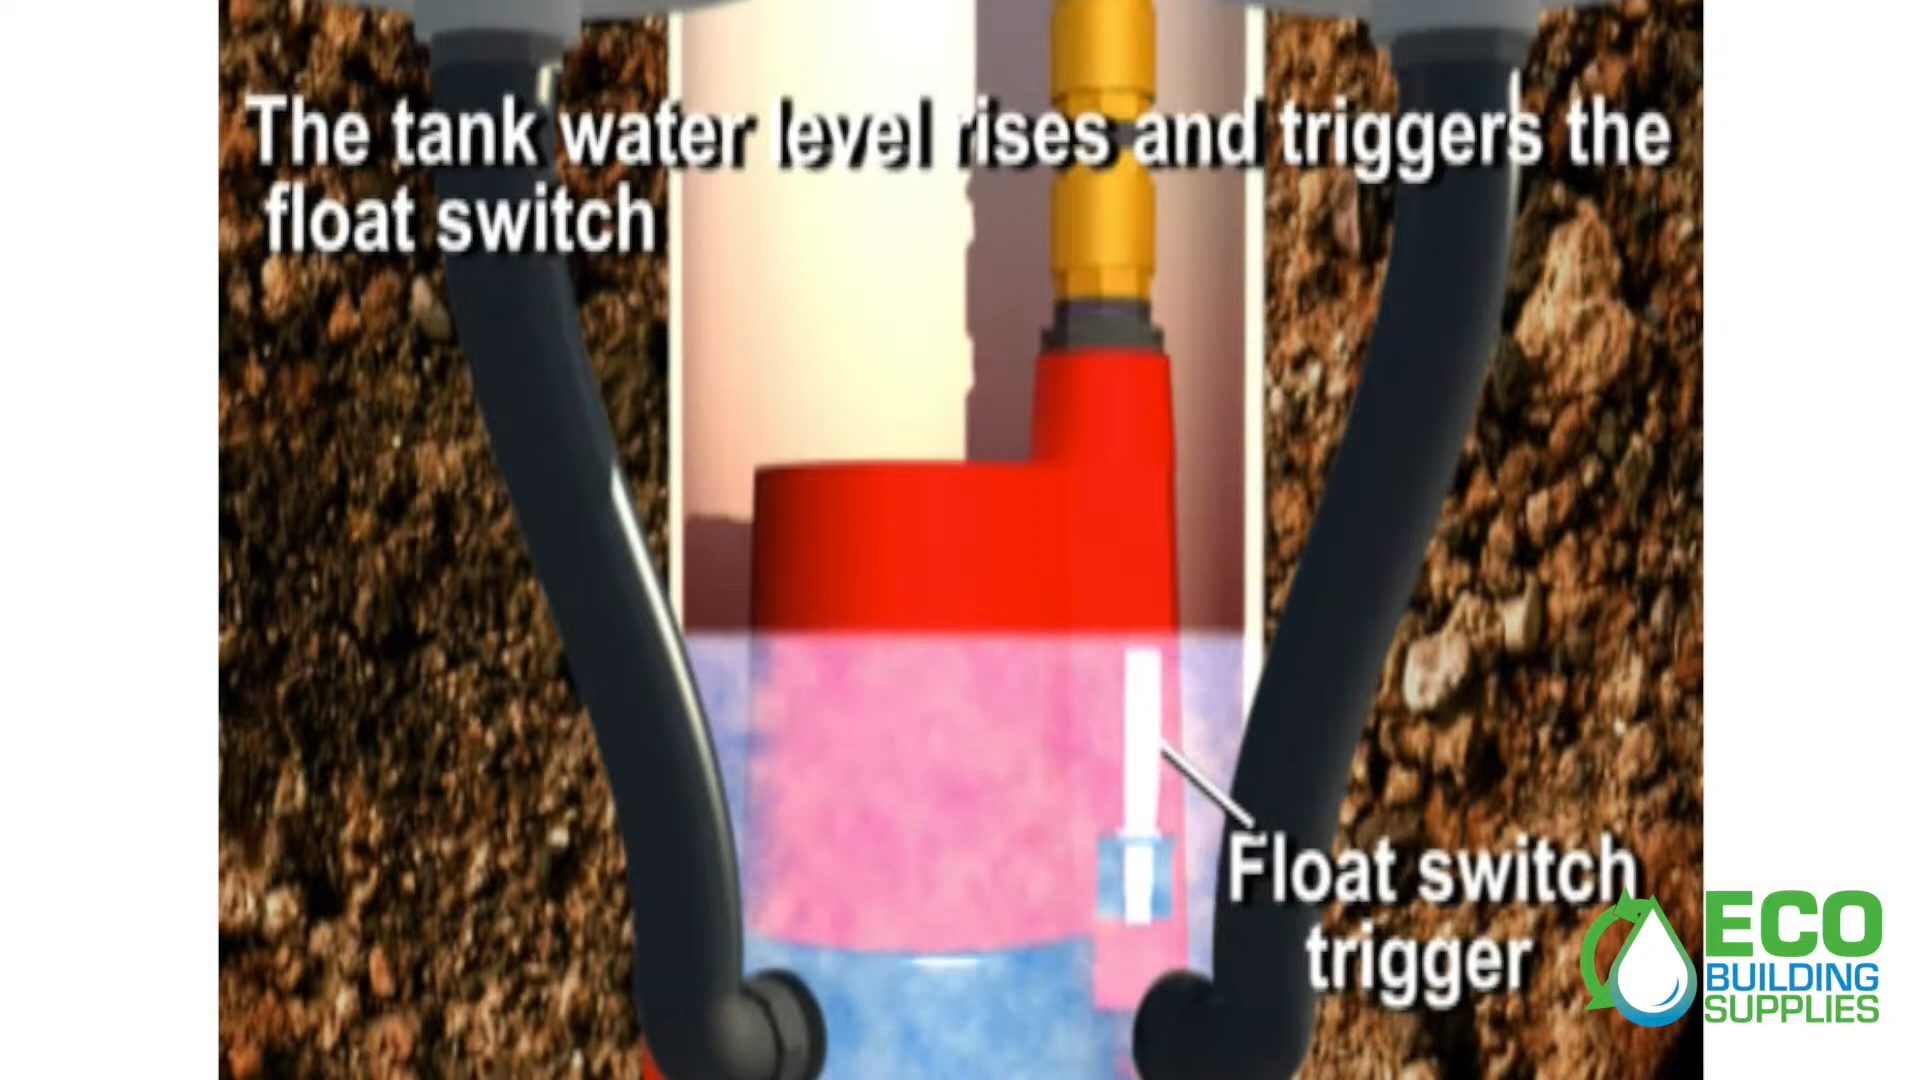 The tank water level rises and triggers the
float switch
Float switch
trigger
ECO
BUILDING
SUPPLIES